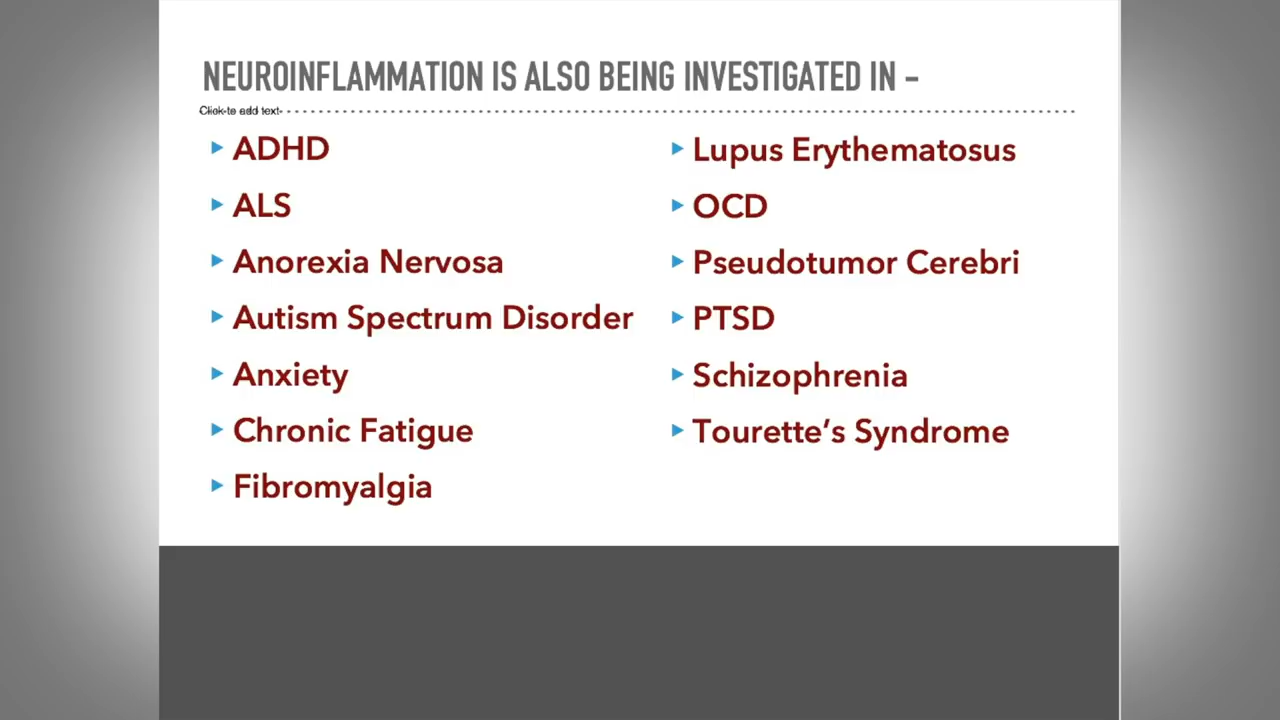 NEUROINFLAMMATION IS ALSO BEING INVESTIGATED IN –
Click to add text
ADHD
ALS
Anorexia Nervosa
Autism Spectrum Disorder
Anxiety
Chronic Fatigue
Fibromyalgia
Lupus Erythematosus
OCD
Pseudotumor Cerebri
PTSD
Schizophrenia
Tourette’s Syndrome